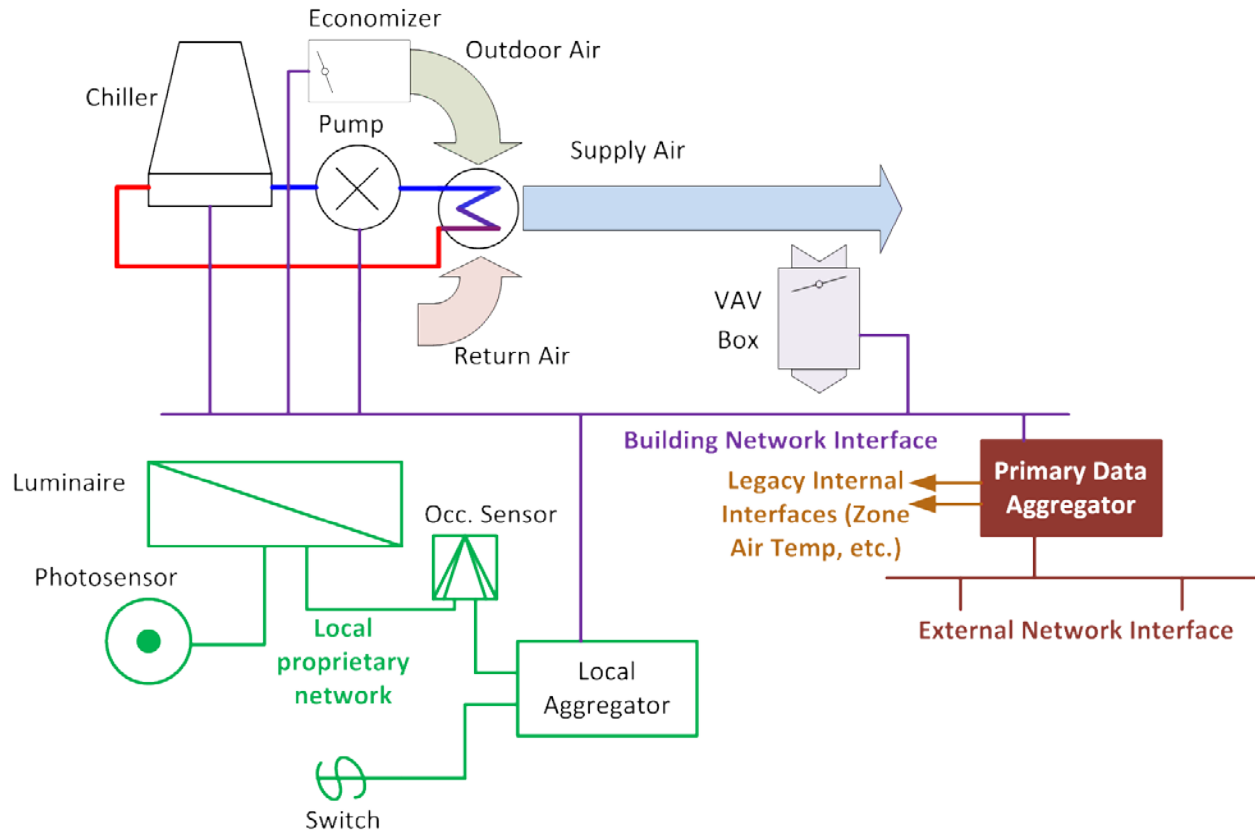 Economizer
Outdoor Air
Chiller
Pump
Supply Air
VAV
Box
Return Air
Building Network Interface
Primary Data
Aggregator
Legacy Internal
Interfaces (Zone
Air Temp, etc.)
Luminaire
Occ. Sensor
Photosensor
Local
proprietary
network
External Network Interface
Local
Aggregator
Switch